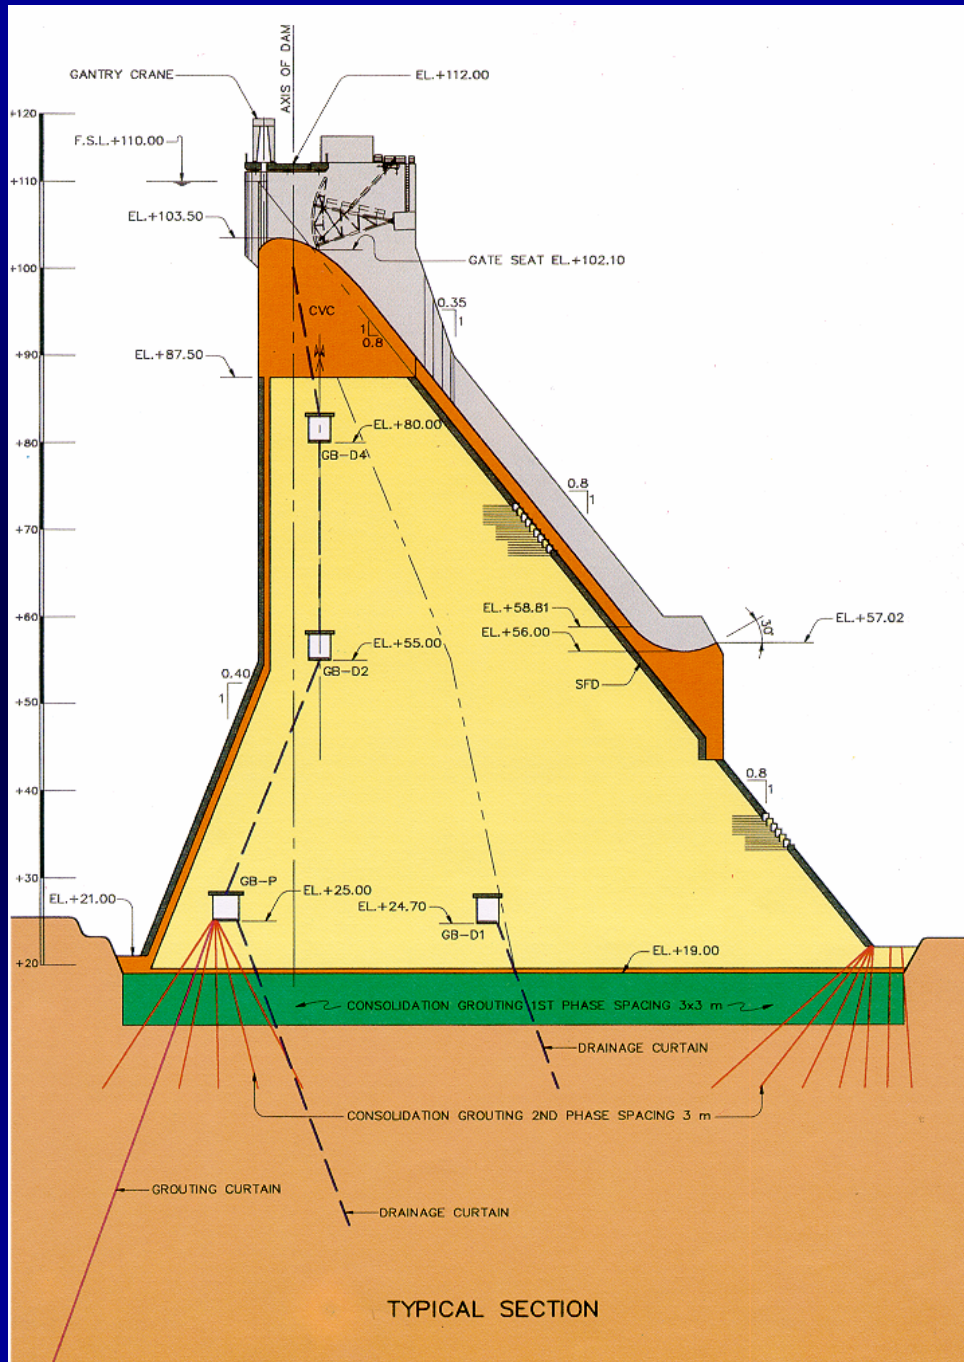 AXIS OF DAM
GANTRY CRANE
EL.+112.00
+120
F.S.L.+110.00
+110
EL.+103.50
GATE SEAT EL.+102.10
+100
0.35
1
CVC
1
0.8
EL.+87.50
+90
EL.+80.00
+80
GB-D4
0.8
1
+70
EL.+58.81
30°
EL.+57.02
+60
EL.+56.00
EL.+55.00
GB-D2
SFD
0.40
1
+50
0.8
1
+40
GB-P
+30
EL.+25.00
EL.+21.00
EL.+24.70
GB-D1
EL.+19.00
+20
CONSOLIDATION GROUTING 1ST PHASE SPACING 3x3 m
DRAINAGE CURTAIN
CONSOLIDATION GROUTING 2ND PHASE SPACING 3 m
GROUTING CURTAIN
DRAINAGE CURTAIN
TYPICAL SECTION